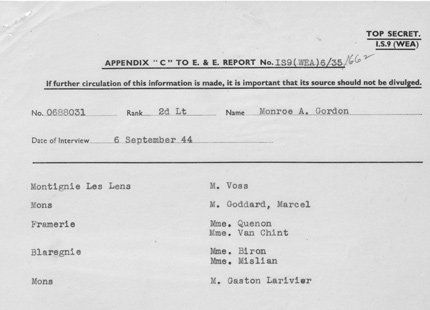 TOP SECRET.
I.S.9 (WEA)
APPENDIX "C" TO E. & E. REPORT No. IS9(WEA)6/35/662
If further circulation of this information is made, it is important that its source should not be divulged.
No. 0688031 Rank 2d Lt Name Monroe A. Gordon
Date of Interview 6 September 44
Montignie Les Lens M. Voss
Mons M. Goddard, Marcel
Framerie Mme. Quenon
Mme. Van Chint
Blaregnie Mme. Biron
Mme. Mislian
Mons M. Gaston Larivier